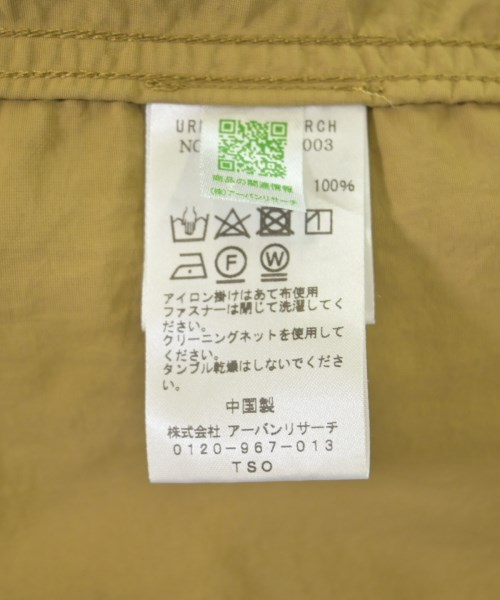 UR RCH
NO 003
商品の関連情報
(株)アーバンリサーチ
100%
F W
アイロン掛けはあて布使用
ファスナーは閉じて洗濯してく
ださい。
クリーニングネットを使用して
ください。
タンブル乾燥はしないでくださ
い。
中国製
株式会社 アーバンリサーチ
0120-967-013
TSO